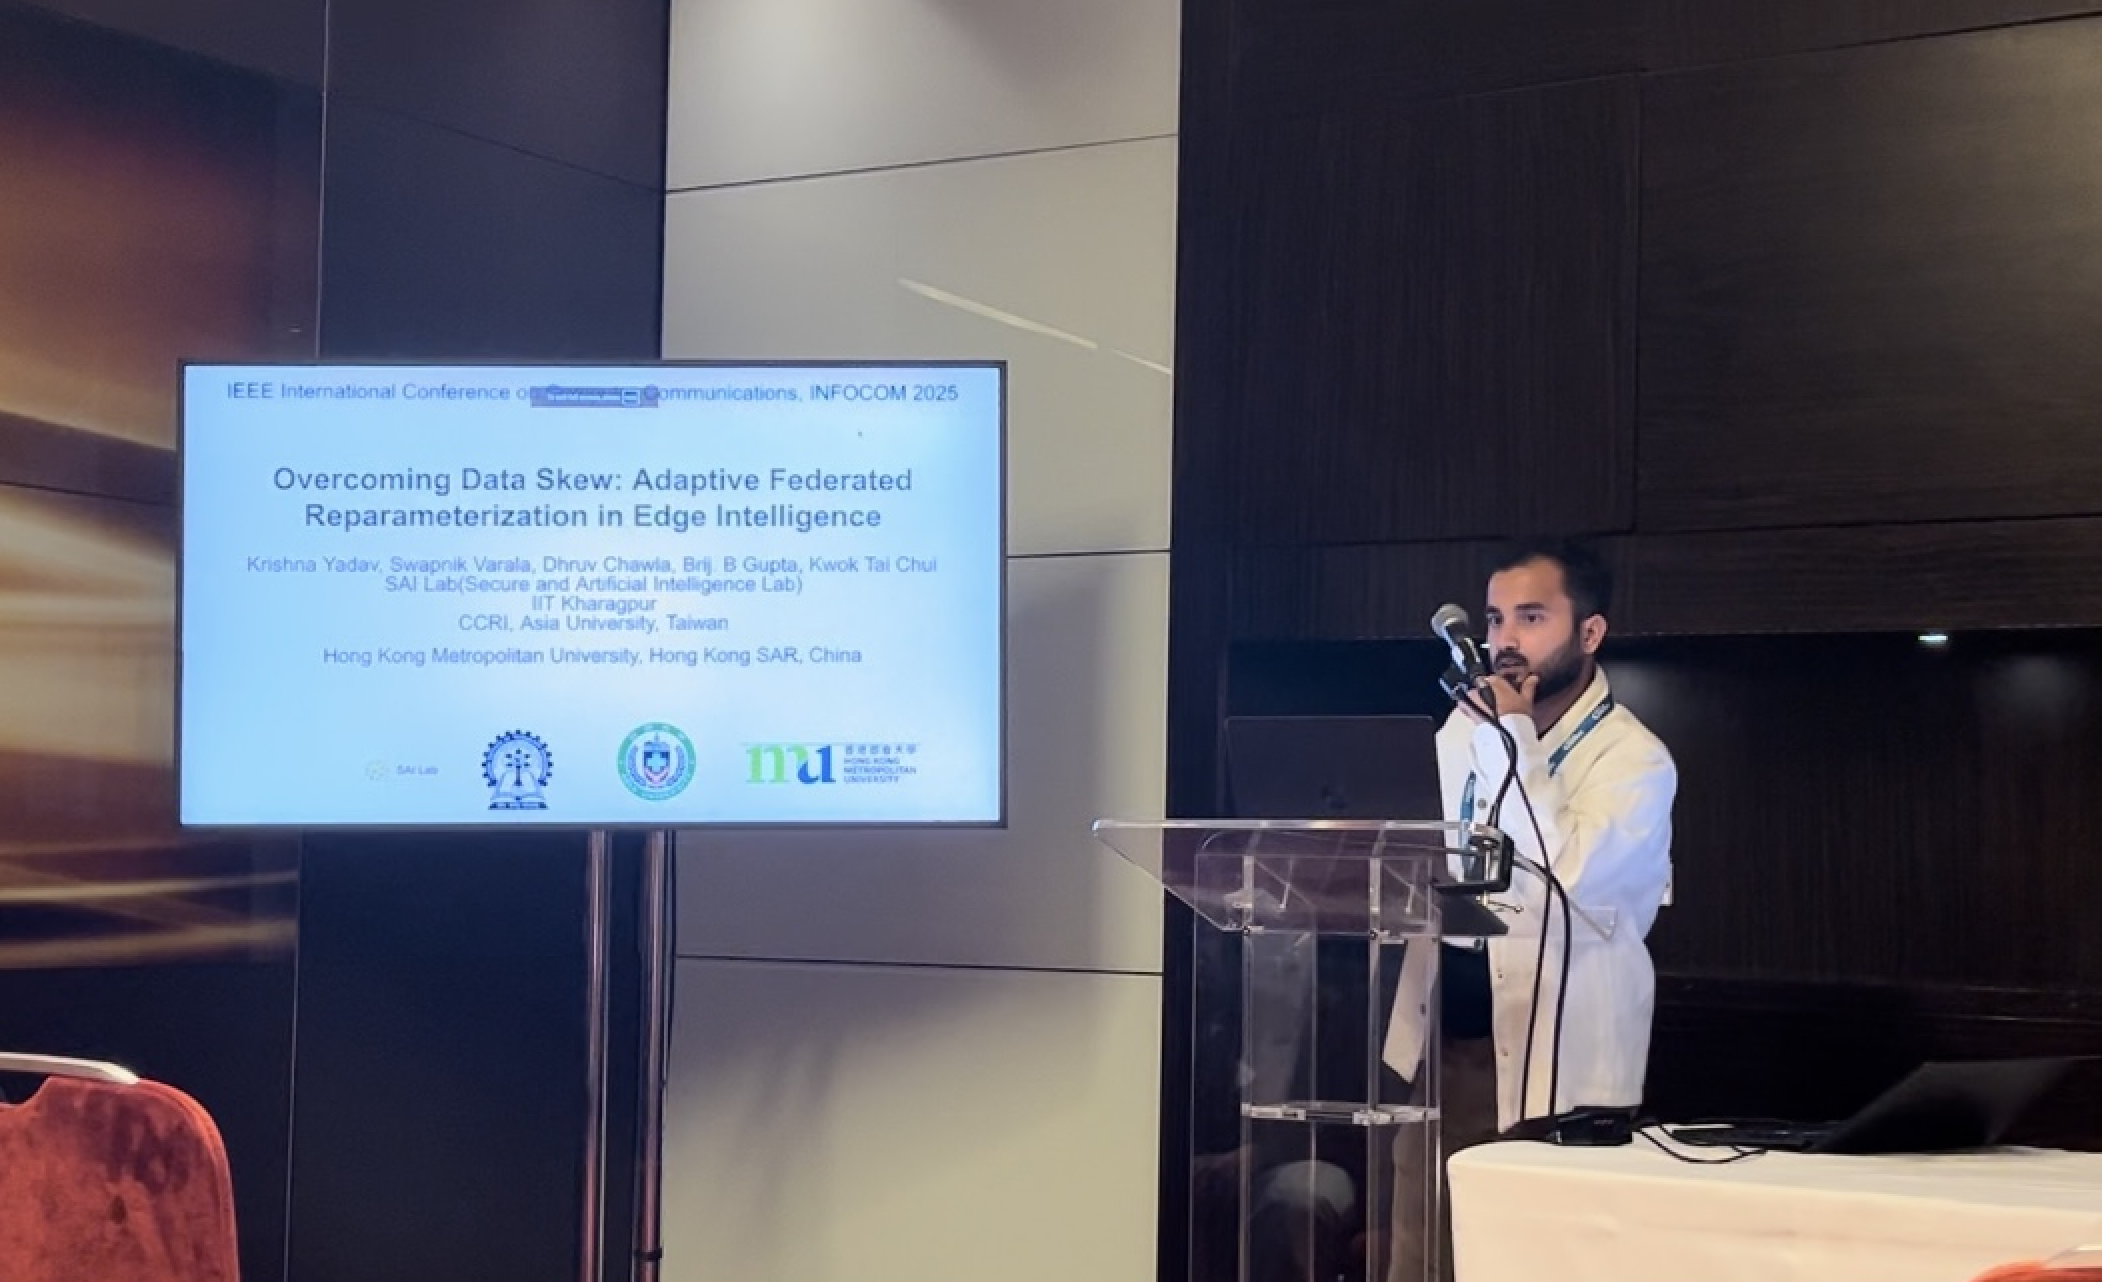 IEEE International Conference on Communications, INFOCOM 2025
Overcoming Data Skew: Adaptive Federated
Reparameterization in Edge Intelligence
Krishna Yadav, Swapnik Varala, Dhruv Chawla, Brij. B Gupta, Kwok Tai Chui
SAI Lab(Secure and Artificial Intelligence Lab)
IIT Kharagpur
CCRI, Asia University, Taiwan
Hong Kong Metropolitan University, Hong Kong SAR, China
SAI Lab
mu
香港都會大學
HONG KONG
METROPOLITAN
UNIVERSITY